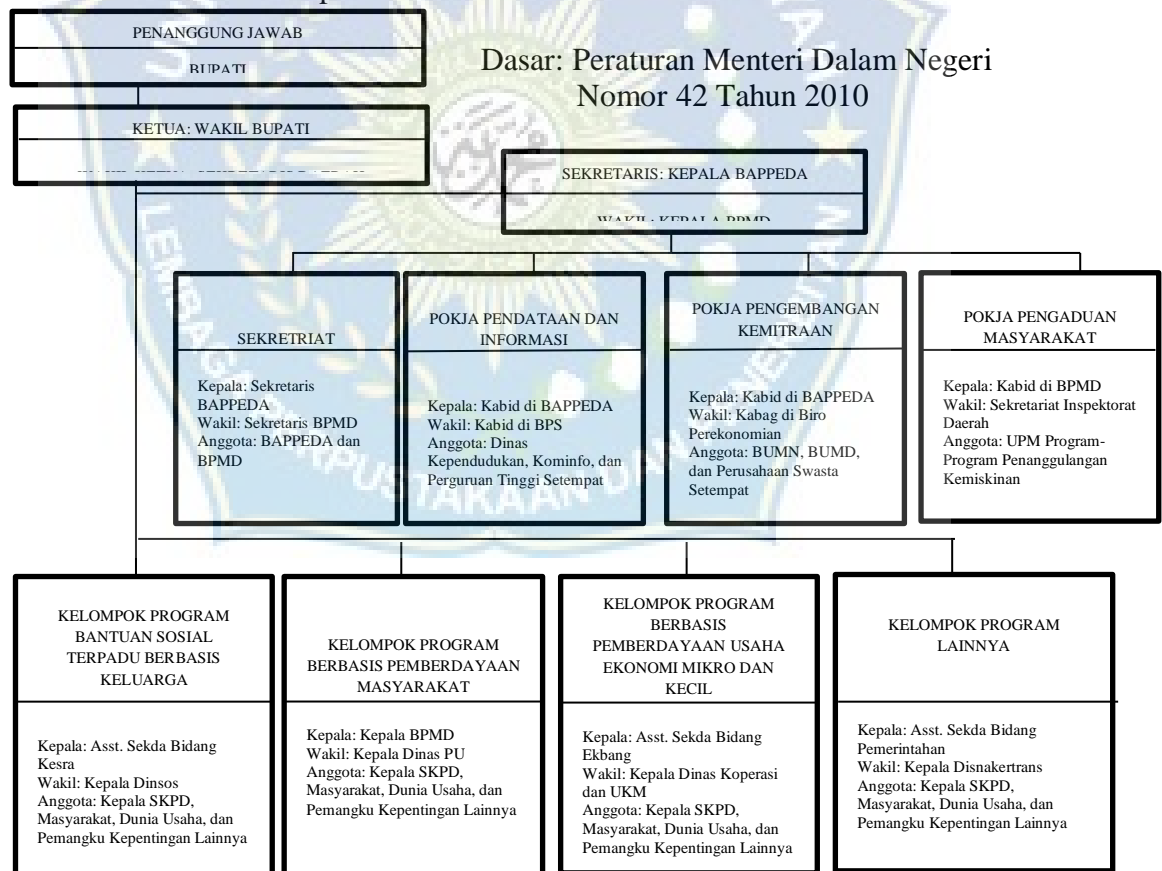 PENANGGUNG JAWAB
BUPATI
Dasar: Peraturan Menteri Dalam Negeri
Nomor 42 Tahun 2010
KETUA: WAKIL BUPATI
SEKRETARIS: KEPALA BAPPEDA
WAKIL: KEPALA BPMD
SEKRETRIAT
Kepala: Sekretaris
BAPPEDA
Wakil: Sekretaris BPMD
Anggota: BAPPEDA dan
BPMD
POKJA PENDATAAN DAN
INFORMASI
Kepala: Kabid di BAPPEDA
Wakil: Kabid di BPS
Anggota: Dinas
Kependudukan, Kominfo, dan
Perguruan Tinggi Setempat
POKJA PENGEMBANGAN
KEMITRAAN
Kepala: Kabid di BAPPEDA
Wakil: Kabag di Biro
Perekonomian
Anggota: BUMN, BUMD,
dan Perusahaan Swasta
Setempat
POKJA PENGADUAN
MASYARAKAT
Kepala: Kabid di BPMD
Wakil: Sekretariat Inspektorat
Daerah
Anggota: UPM Program-
Program Penanggulangan
Kemiskinan
KELOMPOK PROGRAM
BANTUAN SOSIAL
TERPADU BERBASIS
KELUARGA
Kepala: Asst. Sekda Bidang
Kesra
Wakil: Kepala Dinsos
Anggota: Kepala SKPD,
Masyarakat, Dunia Usaha, dan
Pemangku Kepentingan Lainnya
KELOMPOK PROGRAM
BERBASIS PEMBERDAYAAN
MASYARAKAT
Kepala: Kepala BPMD
Wakil: Kepala Dinas PU
Anggota: Kepala SKPD,
Masyarakat, Dunia Usaha, dan
Pemangku Kepentingan Lainnya
KELOMPOK PROGRAM
BERBASIS
PEMBERDAYAAN USAHA
EKONOMI MIKRO DAN
KECIL
Kepala: Asst. Sekda Bidang
Ekbang
Wakil: Kepala Dinas Koperasi
dan UKM
Anggota: Kepala SKPD,
Masyarakat, Dunia Usaha, dan
Pemangku Kepentingan Lainnya
KELOMPOK PROGRAM
LAINNYA
Kepala: Asst. Sekda Bidang
Pemerintahan
Wakil: Kepala Disnakertrans
Anggota: Kepala SKPD,
Masyarakat, Dunia Usaha, dan
Pemangku Kepentingan Lainnya
LEMBAGA PERPUSTAKAAN DAN PENERBITAN